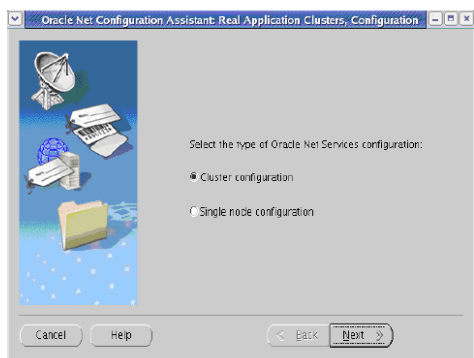 Oracle Net Configuration Assistant: Real Application Clusters, Configuration
Select the type of Oracle Net Services configuration:
Cluster configuration
Single node configuration
Cancel Help Back Next